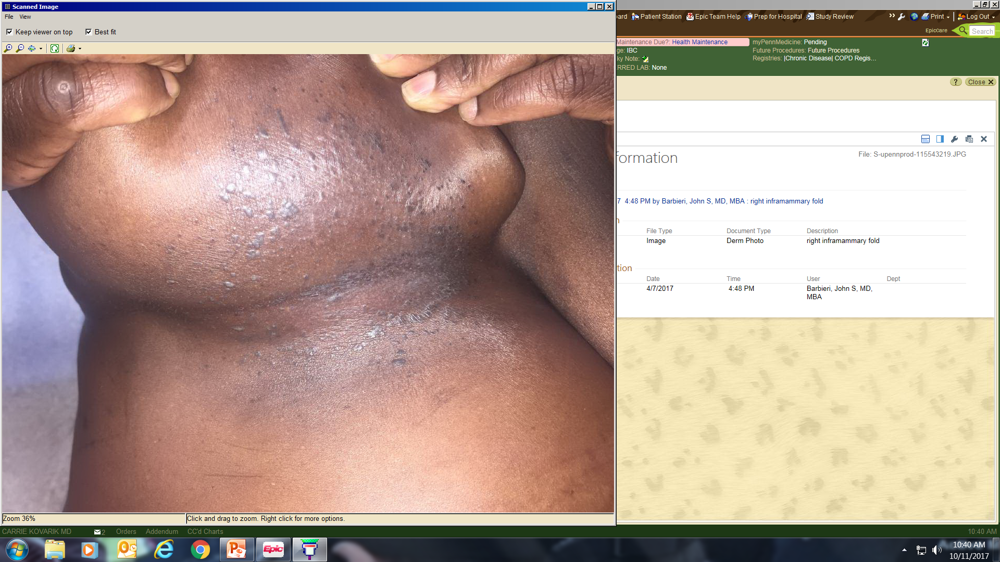 Scanned Image
File View
Keep viewer on top Best fit
Zoom 36%
Click and drag to zoom. Right click for more options.
Patient Station Epic Team Help Prep for Hospital Study Review » Print Log Out
EpicCare Search
Maintenance Due?: Health Maintenance
IBC
Note:
LAB: None
myPennMedicine: Pending
Future Procedures: Future Procedures
Registries: |Chronic Disease| COPD Regis...
? Close X
formation
File: S-upennprod-115543219.JPG
7 4:48 PM by Barbieri, John S, MD, MBA : right inframammary fold
File Type Document Type Description
Image Derm Photo right inframammary fold
tion
Date Time User Dept
4/7/2017 4:48 PM Barbieri, John S, MD,
MBA
CARRIE KOVARIK MD 2 Orders Addendum CC'd Charts 10:40 AM
Epic
10:40 AM
10/11/2017